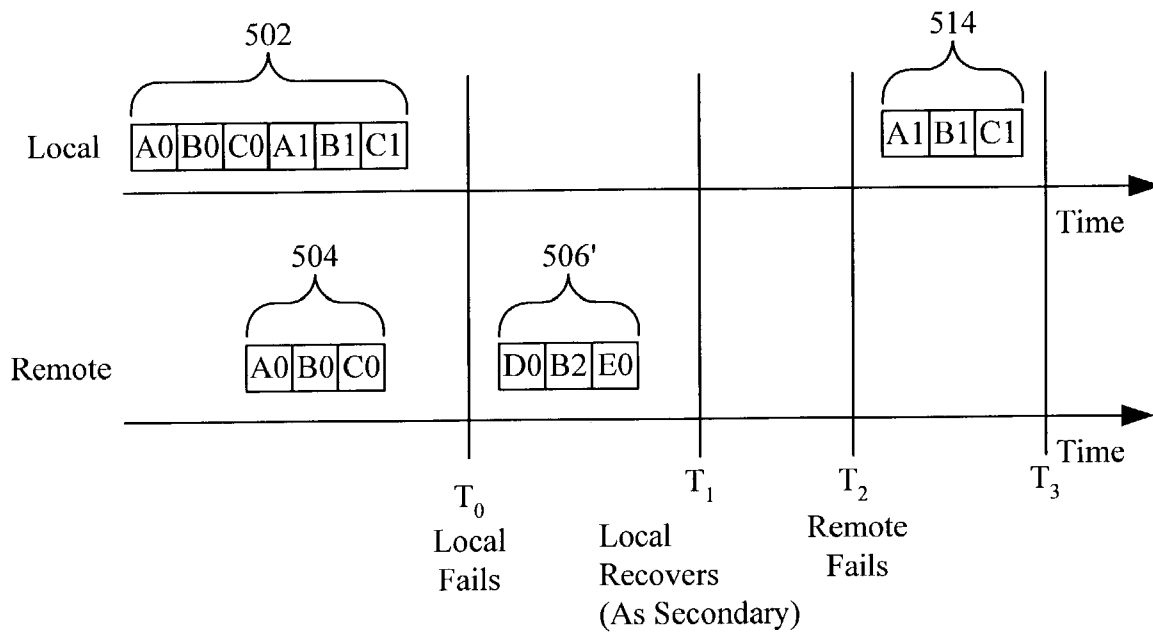 502
514
Local
A0 B0 C0 A1 B1 C1
A1 B1 C1
Time
504
506'
Remote
A0 B0 C0
D0 B2 E0
Time
T0
Local
Fails
T1
Local
Recovers
(As Secondary)
T2
Remote
Fails
T3